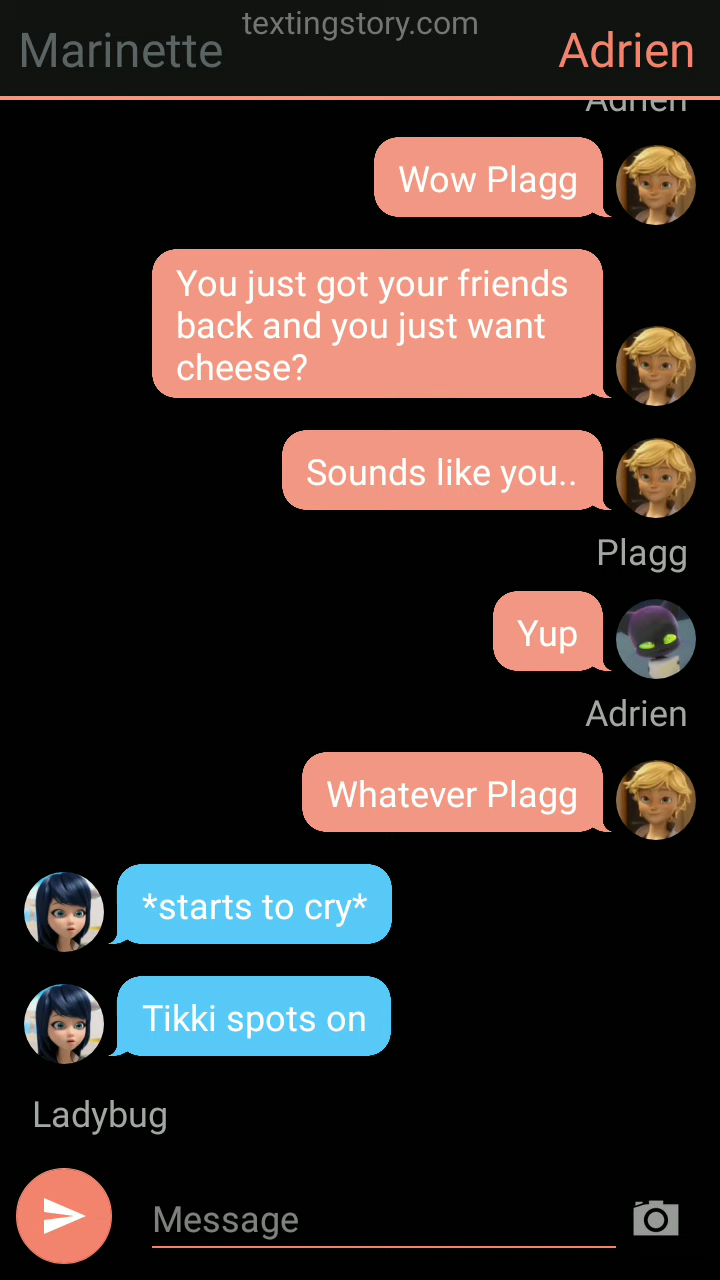 textingstory.com
Marinette
Adrien
Adrien
Wow Plagg
You just got your friends
back and you just want
cheese?
Sounds like you..
Plagg
Yup
Adrien
Whatever Plagg
*starts to cry*
Tikki spots on
Ladybug
Message